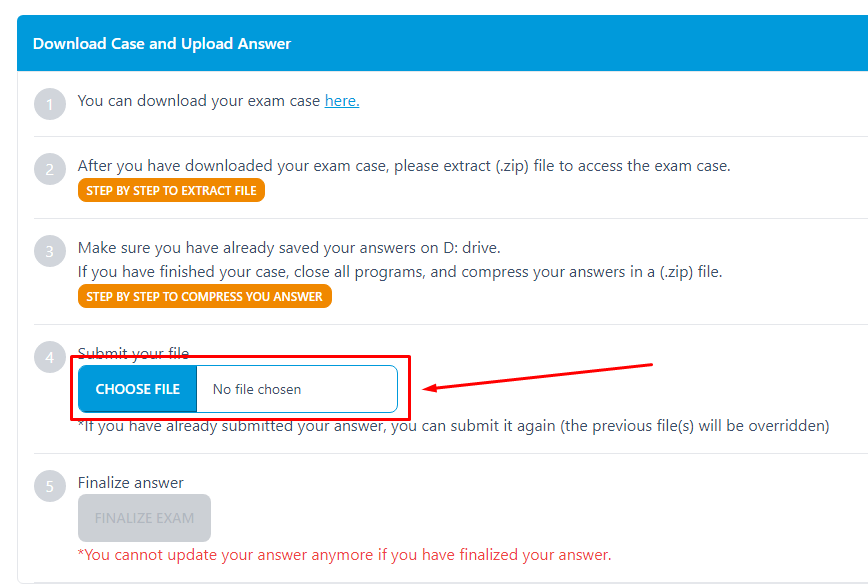 Download Case and Upload Answer
1
You can download your exam case here.
2
After you have downloaded your exam case, please extract (.zip) file to access the exam case.
STEP BY STEP TO EXTRACT FILE
3
Make sure you have already saved your answers on D: drive.
If you have finished your case, close all programs, and compress your answers in a (.zip) file.
STEP BY STEP TO COMPRESS YOU ANSWER
4
Submit your file
CHOOSE FILE No file chosen
*If you have already submitted your answer, you can submit it again (the previous file(s) will be overridden)
5
Finalize answer
FINALIZE EXAM
*You cannot update your answer anymore if you have finalized your answer.